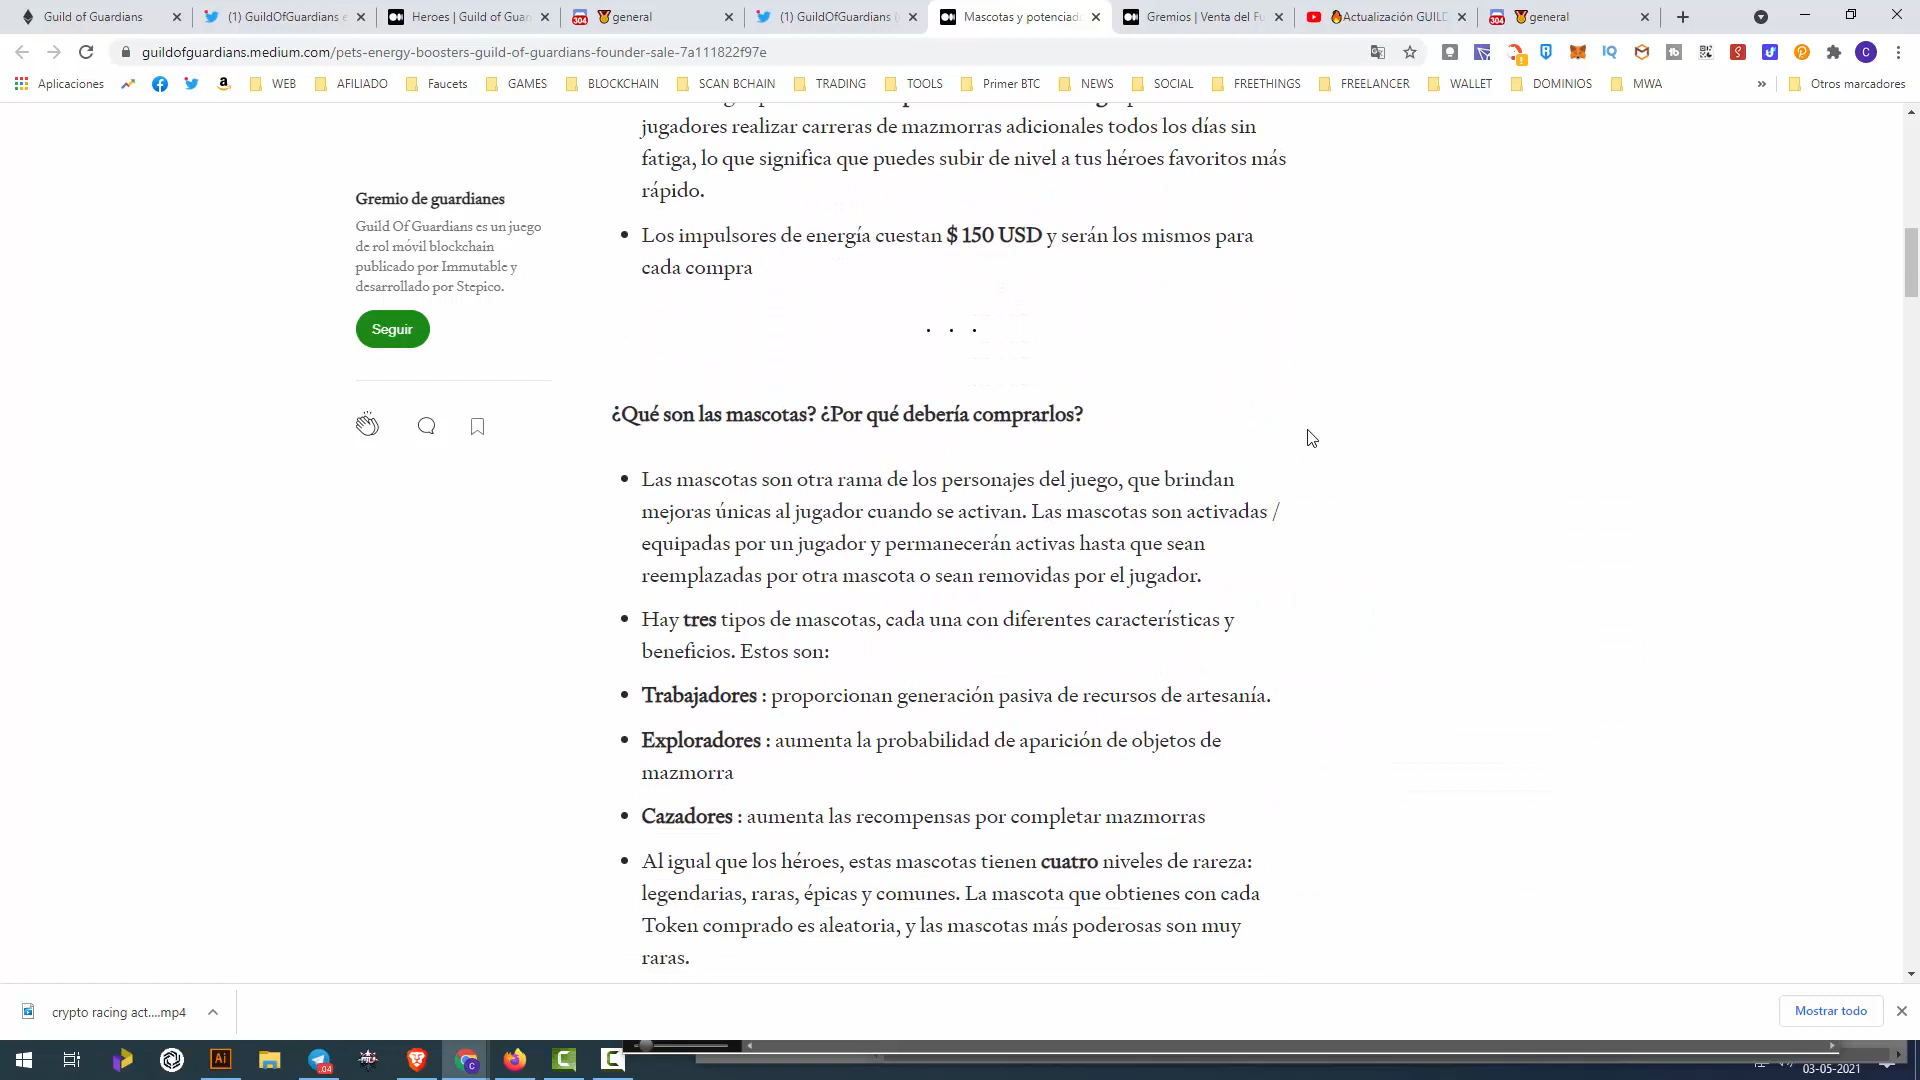 Guild of Guardians
(1) GuildOfGuardians e
Heroes | Guild of Guar
general
(1) GuildOfGuardians (
Mascotas y potenciado
Gremios | Venta del Fu
Actualización GUILD
general
guildofguardians.medium.com/pets-energy-boosters-guild-of-guardians-founder-sale-7a111822f97e
Aplicaciones
WEB
AFILIADO
Faucets
GAMES
BLOCKCHAIN
SCAN BCHAIN
TRADING
TOOLS
Primer BTC
NEWS
SOCIAL
FREETHINGS
FREELANCER
WALLET
DOMINIOS
MWA
»
Otros marcadores
jugadores realizar carreras de mazmorras adicionales todos los días sin
fatiga, lo que significa que puedes subir de nivel a tus héroes favoritos más
rápido.
Gremio de guardianes
Guild Of Guardians es un juego
de rol móvil blockchain
publicado por Immutable y
desarrollado por Stepico.
Seguir
• Los impulsores de energía cuestan $ 150 USD y serán los mismos para
cada compra
. . .
¿Qué son las mascotas? ¿Por qué debería comprarlos?
• Las mascotas son otra rama de los personajes del juego, que brindan
mejoras únicas al jugador cuando se activan. Las mascotas son activadas /
equipadas por un jugador y permanecerán activas hasta que sean
reemplazadas por otra mascota o sean removidas por el jugador.
• Hay tres tipos de mascotas, cada una con diferentes características y
beneficios. Estos son:
• Trabajadores : proporcionan generación pasiva de recursos de artesanía.
• Exploradores : aumenta la probabilidad de aparición de objetos de
mazmorra
• Cazadores : aumenta las recompensas por completar mazmorras
• Al igual que los héroes, estas mascotas tienen cuatro niveles de rareza:
legendarias, raras, épicas y comunes. La mascota que obtienes con cada
Token comprado es aleatoria, y las mascotas más poderosas son muy
raras.
crypto racing act....mp4
Mostrar todo
03-05-2021